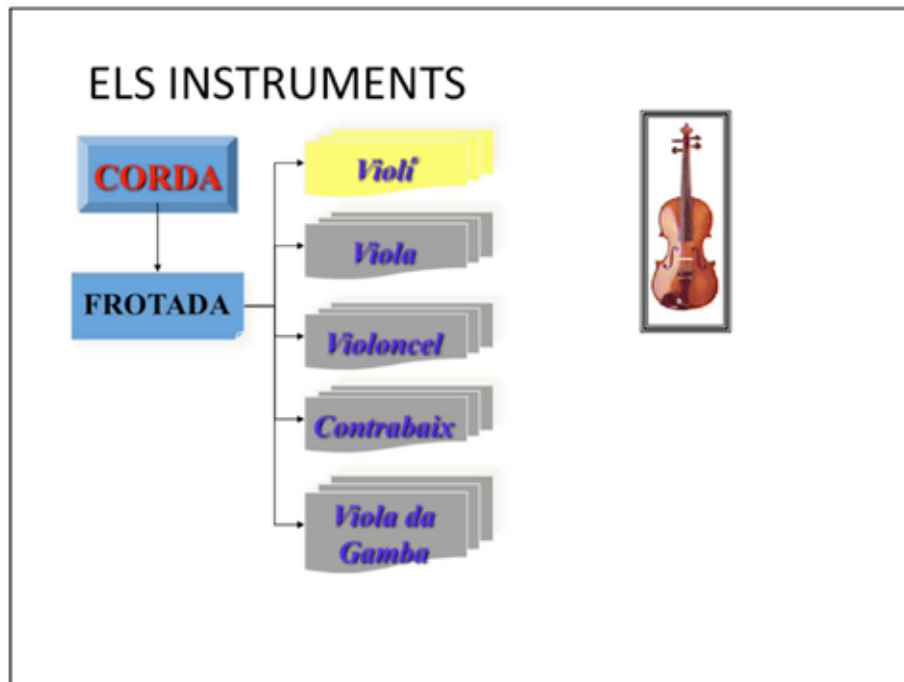 ELS INSTRUMENTS
CORDA
FROTADA
Violí
Viola
Violoncel
Contrabaix
Viola da
Gamba